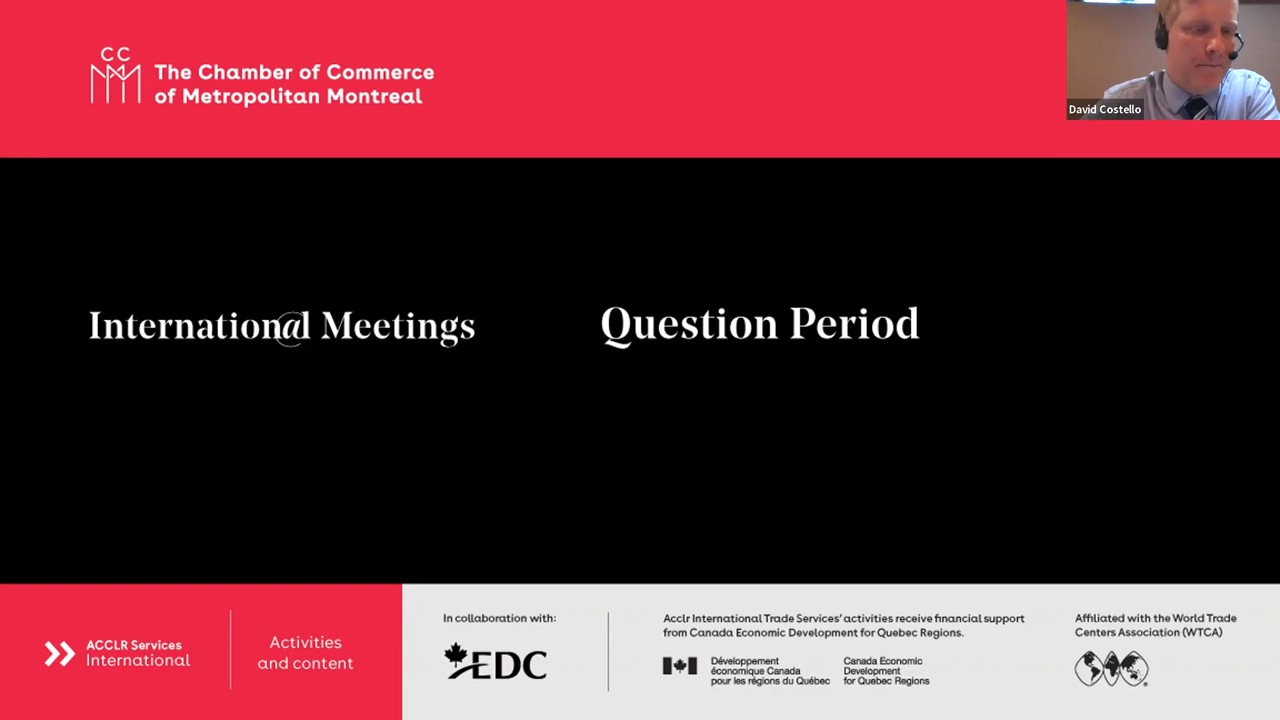 CC
The Chamber of Commerce
of Metropolitan Montreal
David Costello
Internation@l Meetings
Question Period
ACCLR Services
International
Activities
and content
In collaboration with:
EDC
Acclr International Trade Services' activities receive financial support
from Canada Economic Development for Quebec Regions.
Développement
économique Canada
pour les régions du Québec
Canada Economic
Development
for Quebec Regions
Affiliated with the World Trade
Centers Association (WTCA)